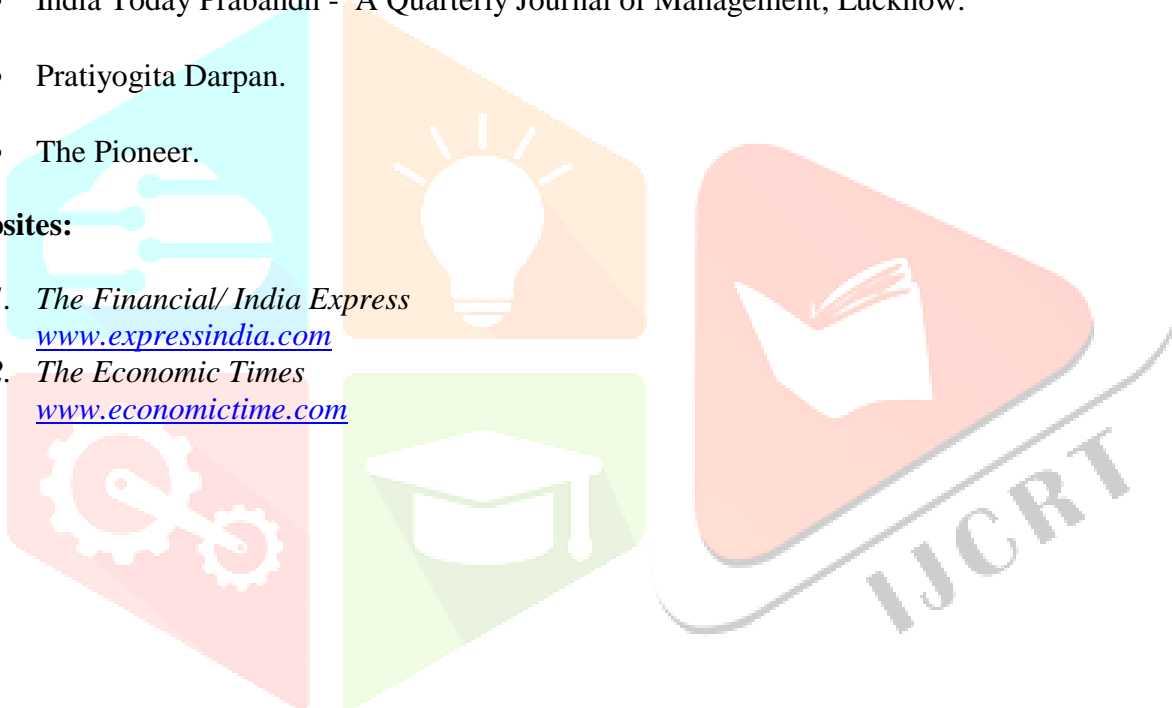 India Today Prabandh - A Quarterly Journal of Management, Lucknow.
• Pratiyogita Darpan.
• The Pioneer.
osites:
1. The Financial/ India Express
www.expressindia.com
2. The Economic Times
www.economictime.com
IJCRT